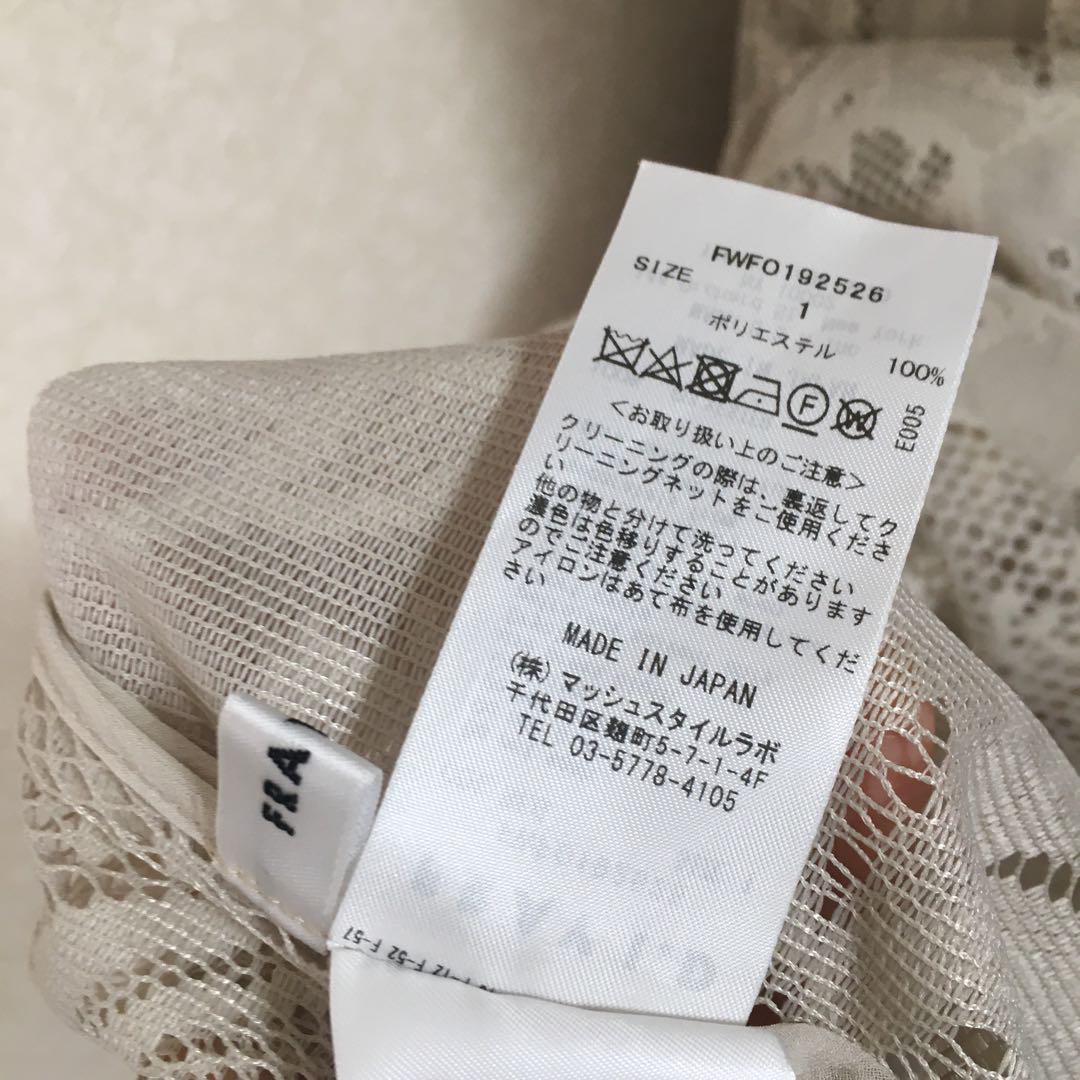 FWFO192526
SIZE 1
ポリエステル 100%
F W
E005
<お取り扱い上のご注意>
クリーニングの際は、裏返してク
リーニングネットをご使用くださ
い
他の物と分けて洗ってください
濃色は色移りすることがあります
のでご注意ください
アイロンはあて布を使用してくだ
さい
MADE IN JAPAN
(株)マッシュスタイルラボ
千代田区麹町5-7-1-4F
TEL 03-5778-4105
FRA
F-52 F-57